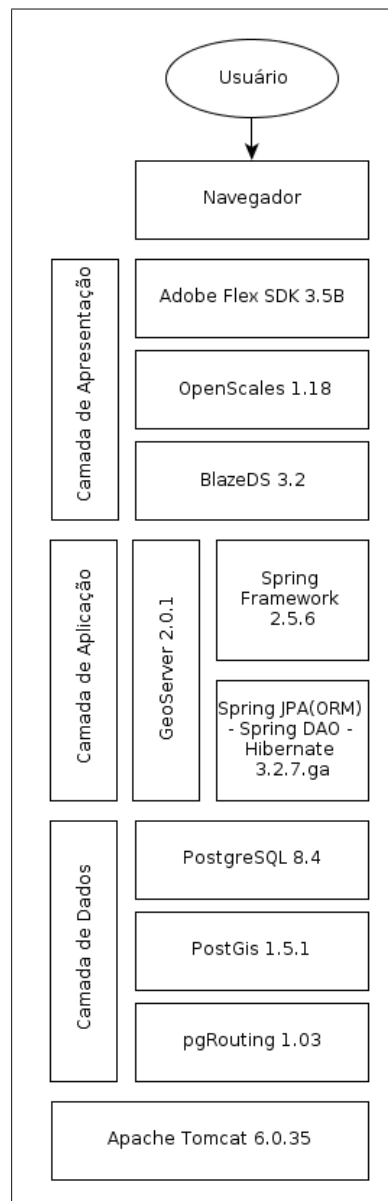 Usuário
Navegador
Camada de Apresentação
Adobe Flex SDK 3.5B
OpenScales 1.18
BlazeDS 3.2
Camada de Aplicação
GeoServer 2.0.1
Spring
Framework
2.5.6
Spring JPA(ORM)
- Spring DAO -
Hibernate
3.2.7.ga
Camada de Dados
PostgreSQL 8.4
PostGis 1.5.1
pgRouting 1.03
Apache Tomcat 6.0.35